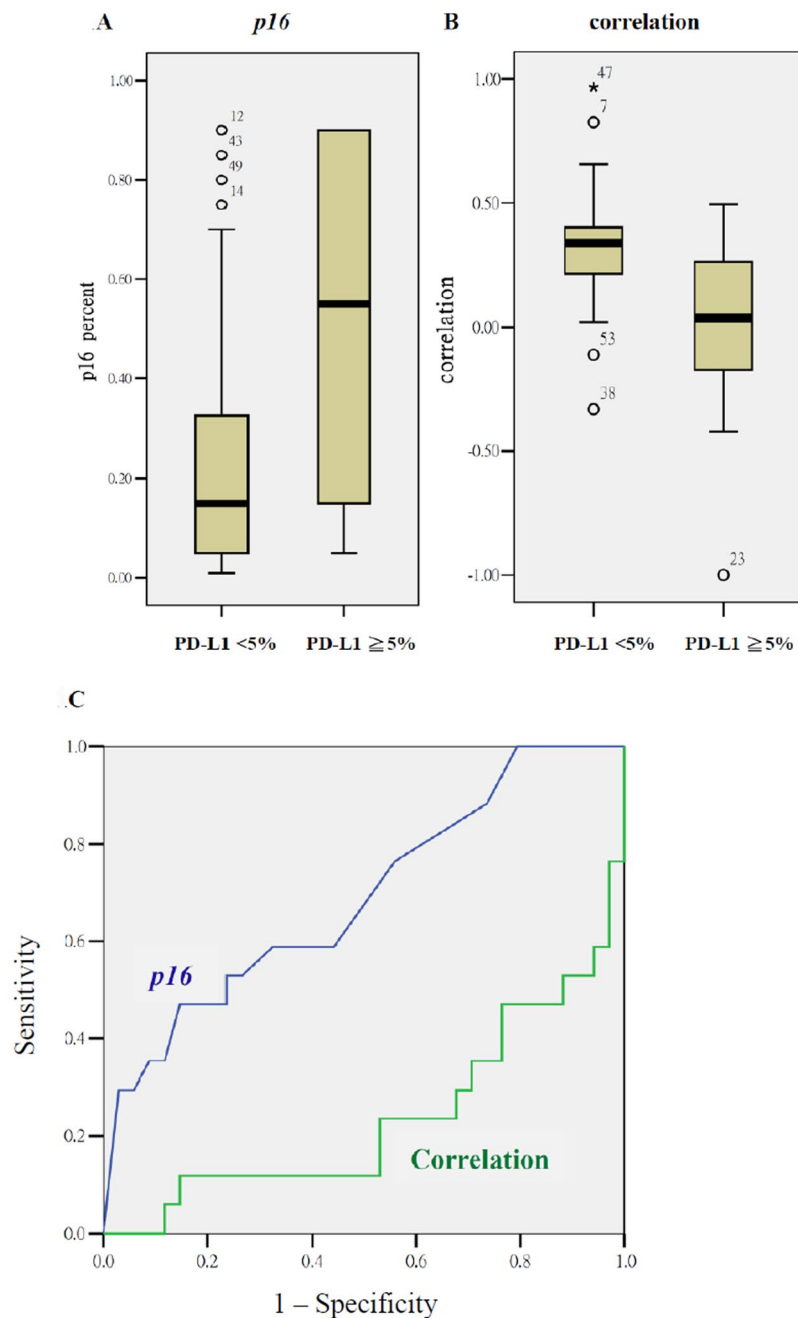 .A
p16
1.00
0.80
0.60
0.40
0.20
0.00
p16 percent
12
43
49
14
PD-L1 <5%
PD-L1 ≧5%
B
correlation
1.00
0.50
0.00
-0.50
-1.00
correlation
*47
7
53
38
23
PD-L1 <5%
PD-L1 ≧5%
.C
1.0
0.8
0.6
0.4
0.2
0.0
Sensitivity
p16
Correlation
0.0
0.2
0.4
0.6
0.8
1.0
1 – Specificity